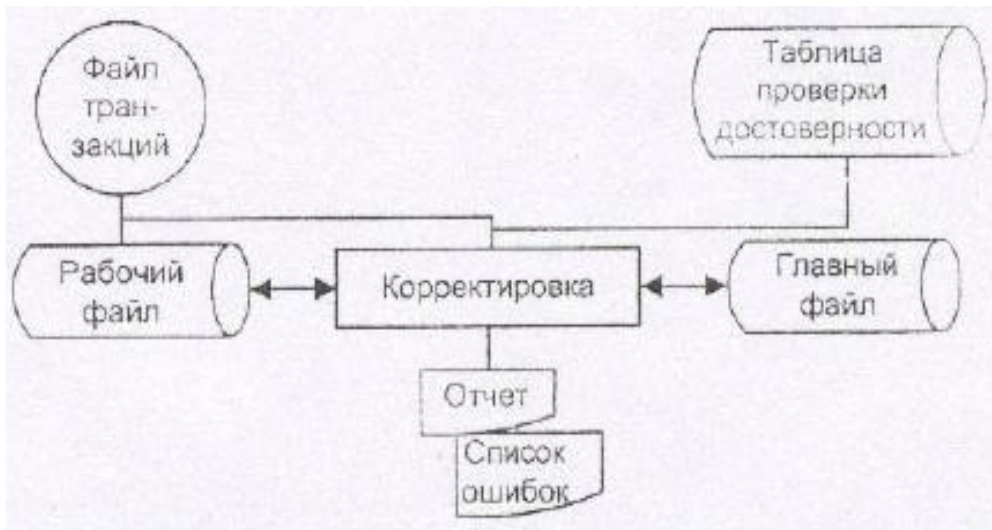 Файл
тран-
закций
Таблица
проверки
достоверности
Рабочий
файл
Корректировка
Главный
файл
Отчет
Список
ошибок